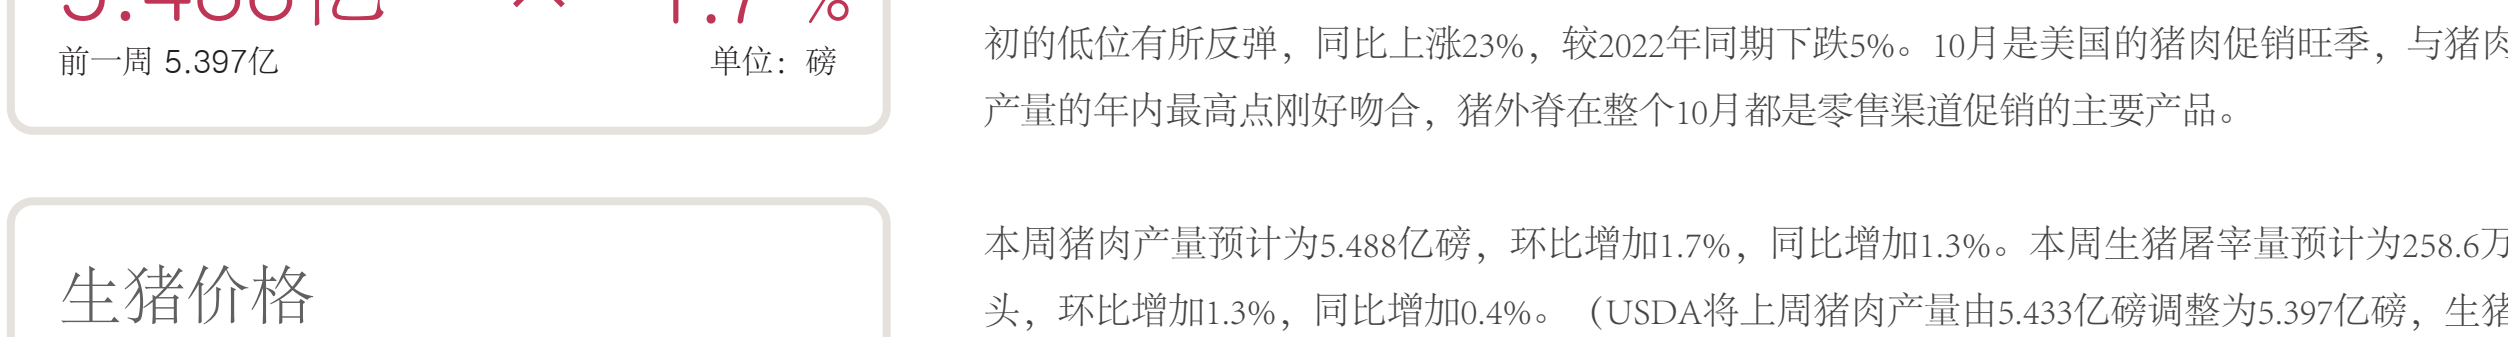 5.488亿 1.7%
前一周 5.397亿 单位：磅
生猪价格
初的低位有所反弹，同比上涨23%，较2022年同期下跌5%。10月是美国的猪肉促销旺季，与猪肉
产量的年内最高点刚好吻合，猪外脊在整个10月都是零售渠道促销的主要产品。
本周猪肉产量预计为5.488亿磅，环比增加1.7%，同比增加1.3%。本周生猪屠宰量预计为258.6万
头，环比增加1.3%，同比增加0.4%。（USDA将上周猪肉产量由5.433亿磅调整为5.397亿磅，生猪